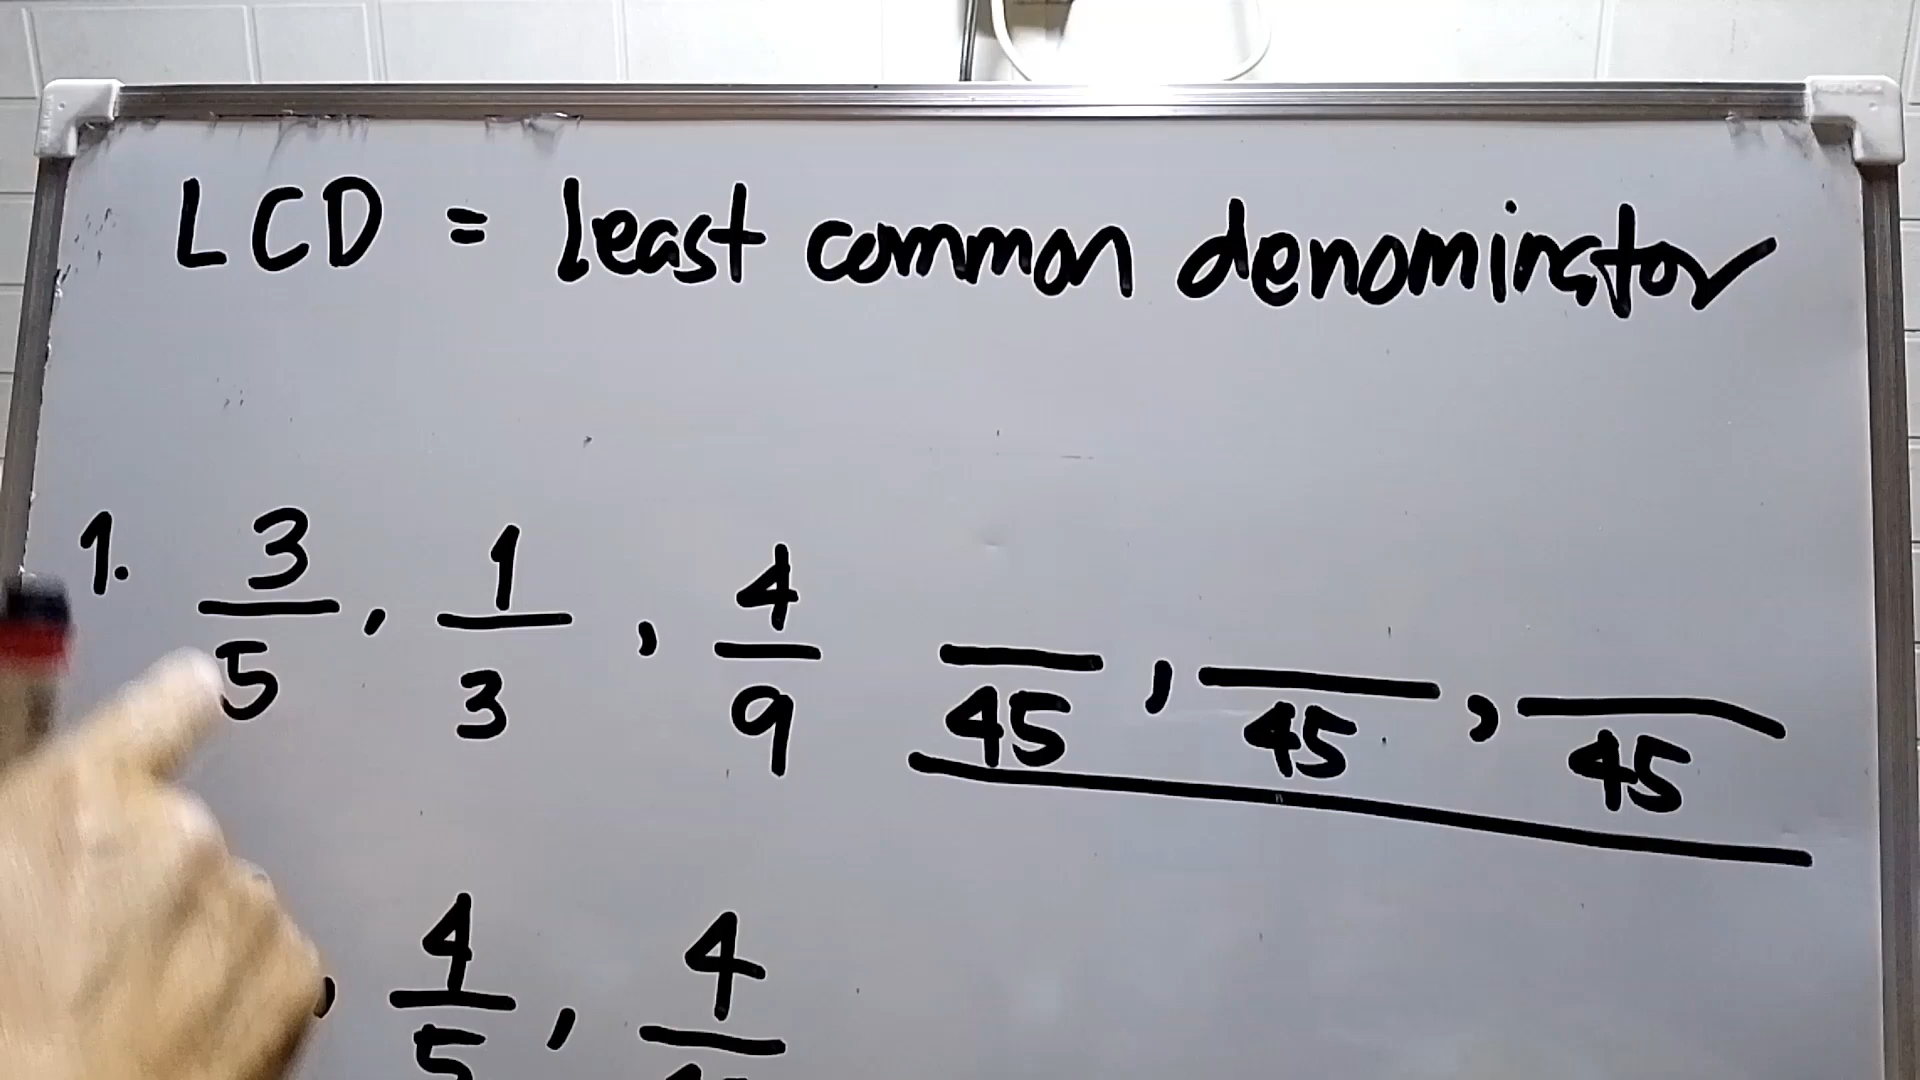 LCD = least common denominator
1. 3/5, 1/3, 4/9 /45, /45, /45
, 4/5, 4/